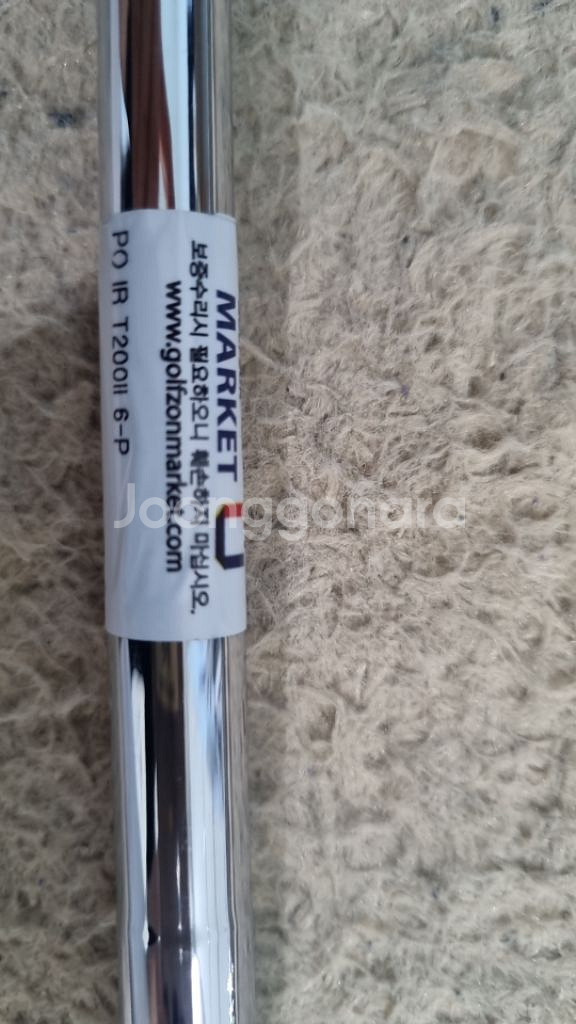 MARKET
보증수리시 필요하오니 훼손하지 마십시오.
www.golfzonmarket.com
PO IR T200II 6-P
Joonggonara